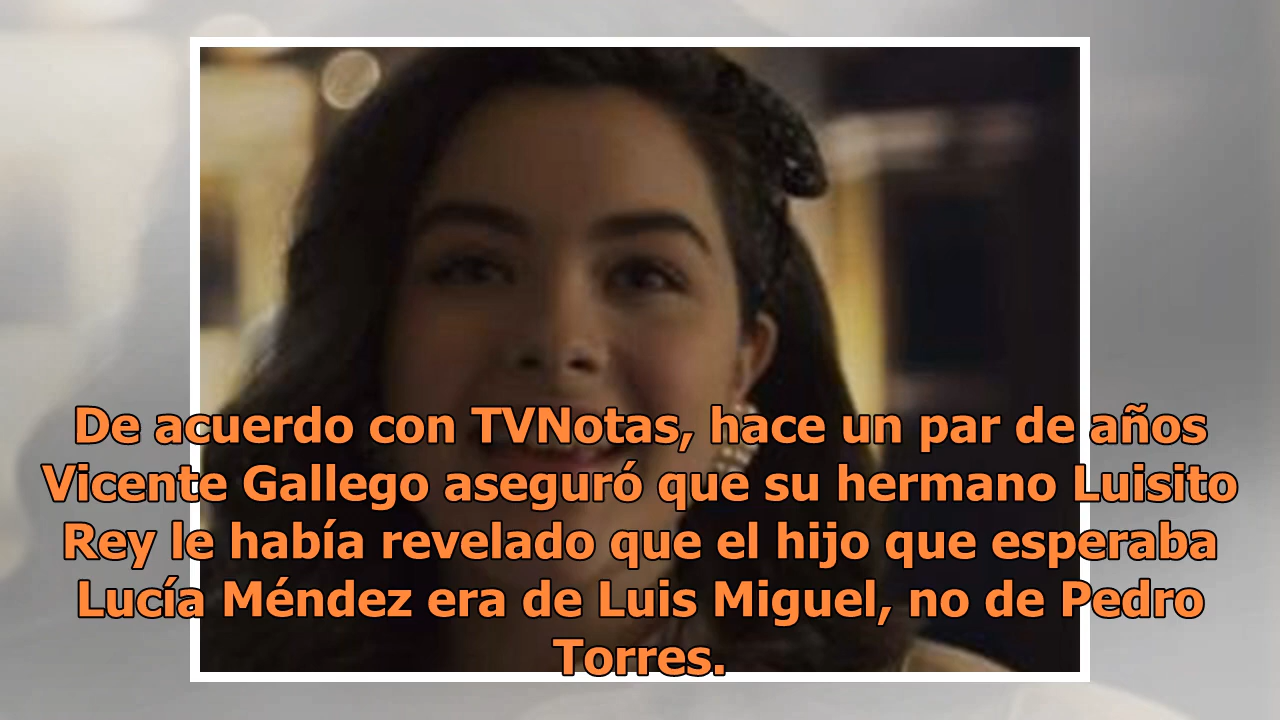 De acuerdo con TVNotas, hace un par de años
Vicente Gallego aseguró que su hermano Luisito
Rey le había revelado que el hijo que esperaba
Lucía Méndez era de Luis Miguel, no de Pedro
Torres.